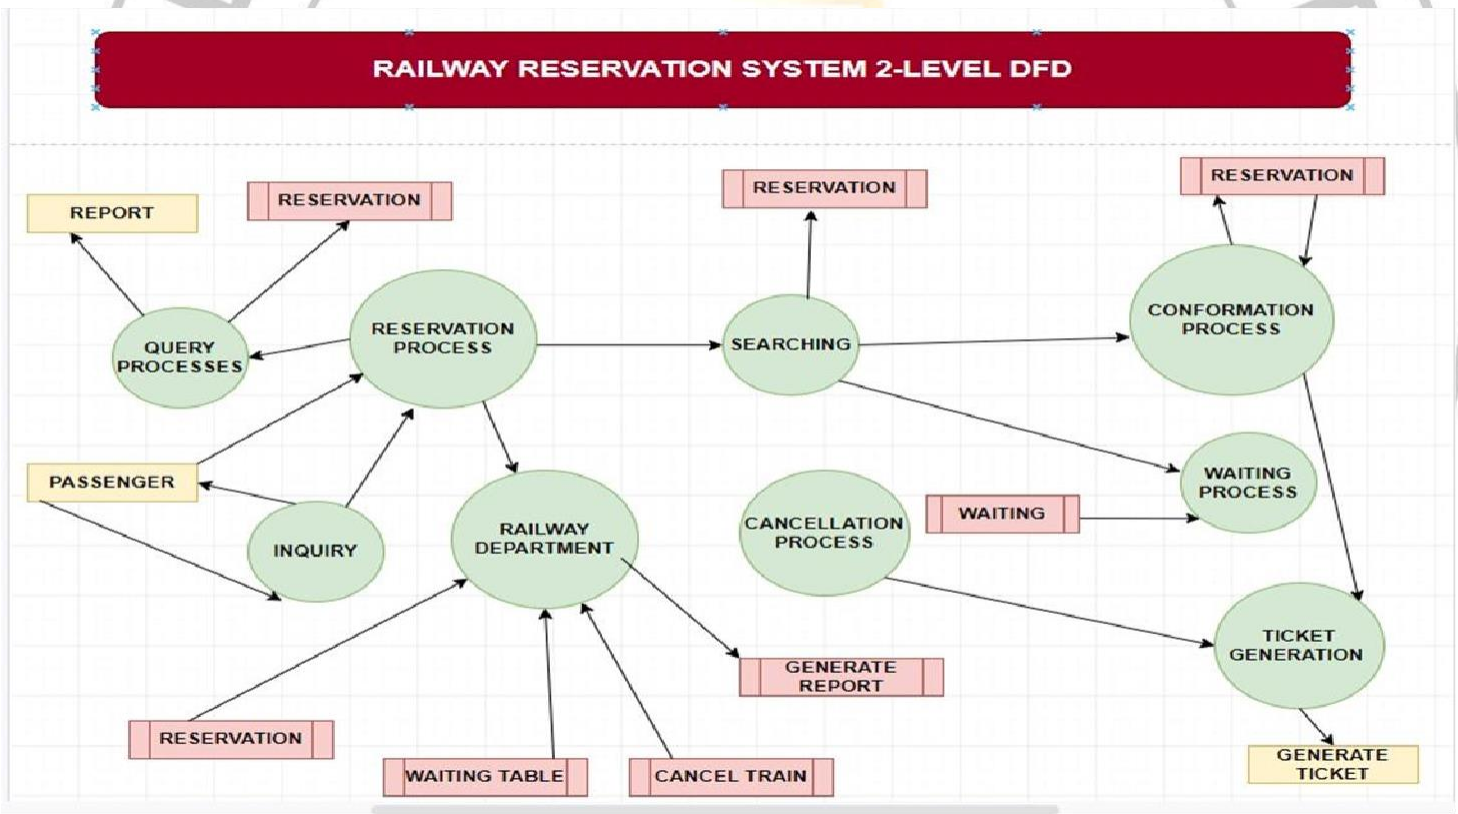 RAILWAY RESERVATION SYSTEM 2-LEVEL DFD
REPORT
RESERVATION
RESERVATION
RESERVATION
QUERY
PROCESSES
RESERVATION
PROCESS
SEARCHING
CONFORMATION
PROCESS
PASSENGER
INQUIRY
RAILWAY
DEPARTMENT
CANCELLATION
PROCESS
WAITING
WAITING
PROCESS
TICKET
GENERATION
GENERATE
REPORT
RESERVATION
WAITING TABLE
CANCEL TRAIN
GENERATE
TICKET